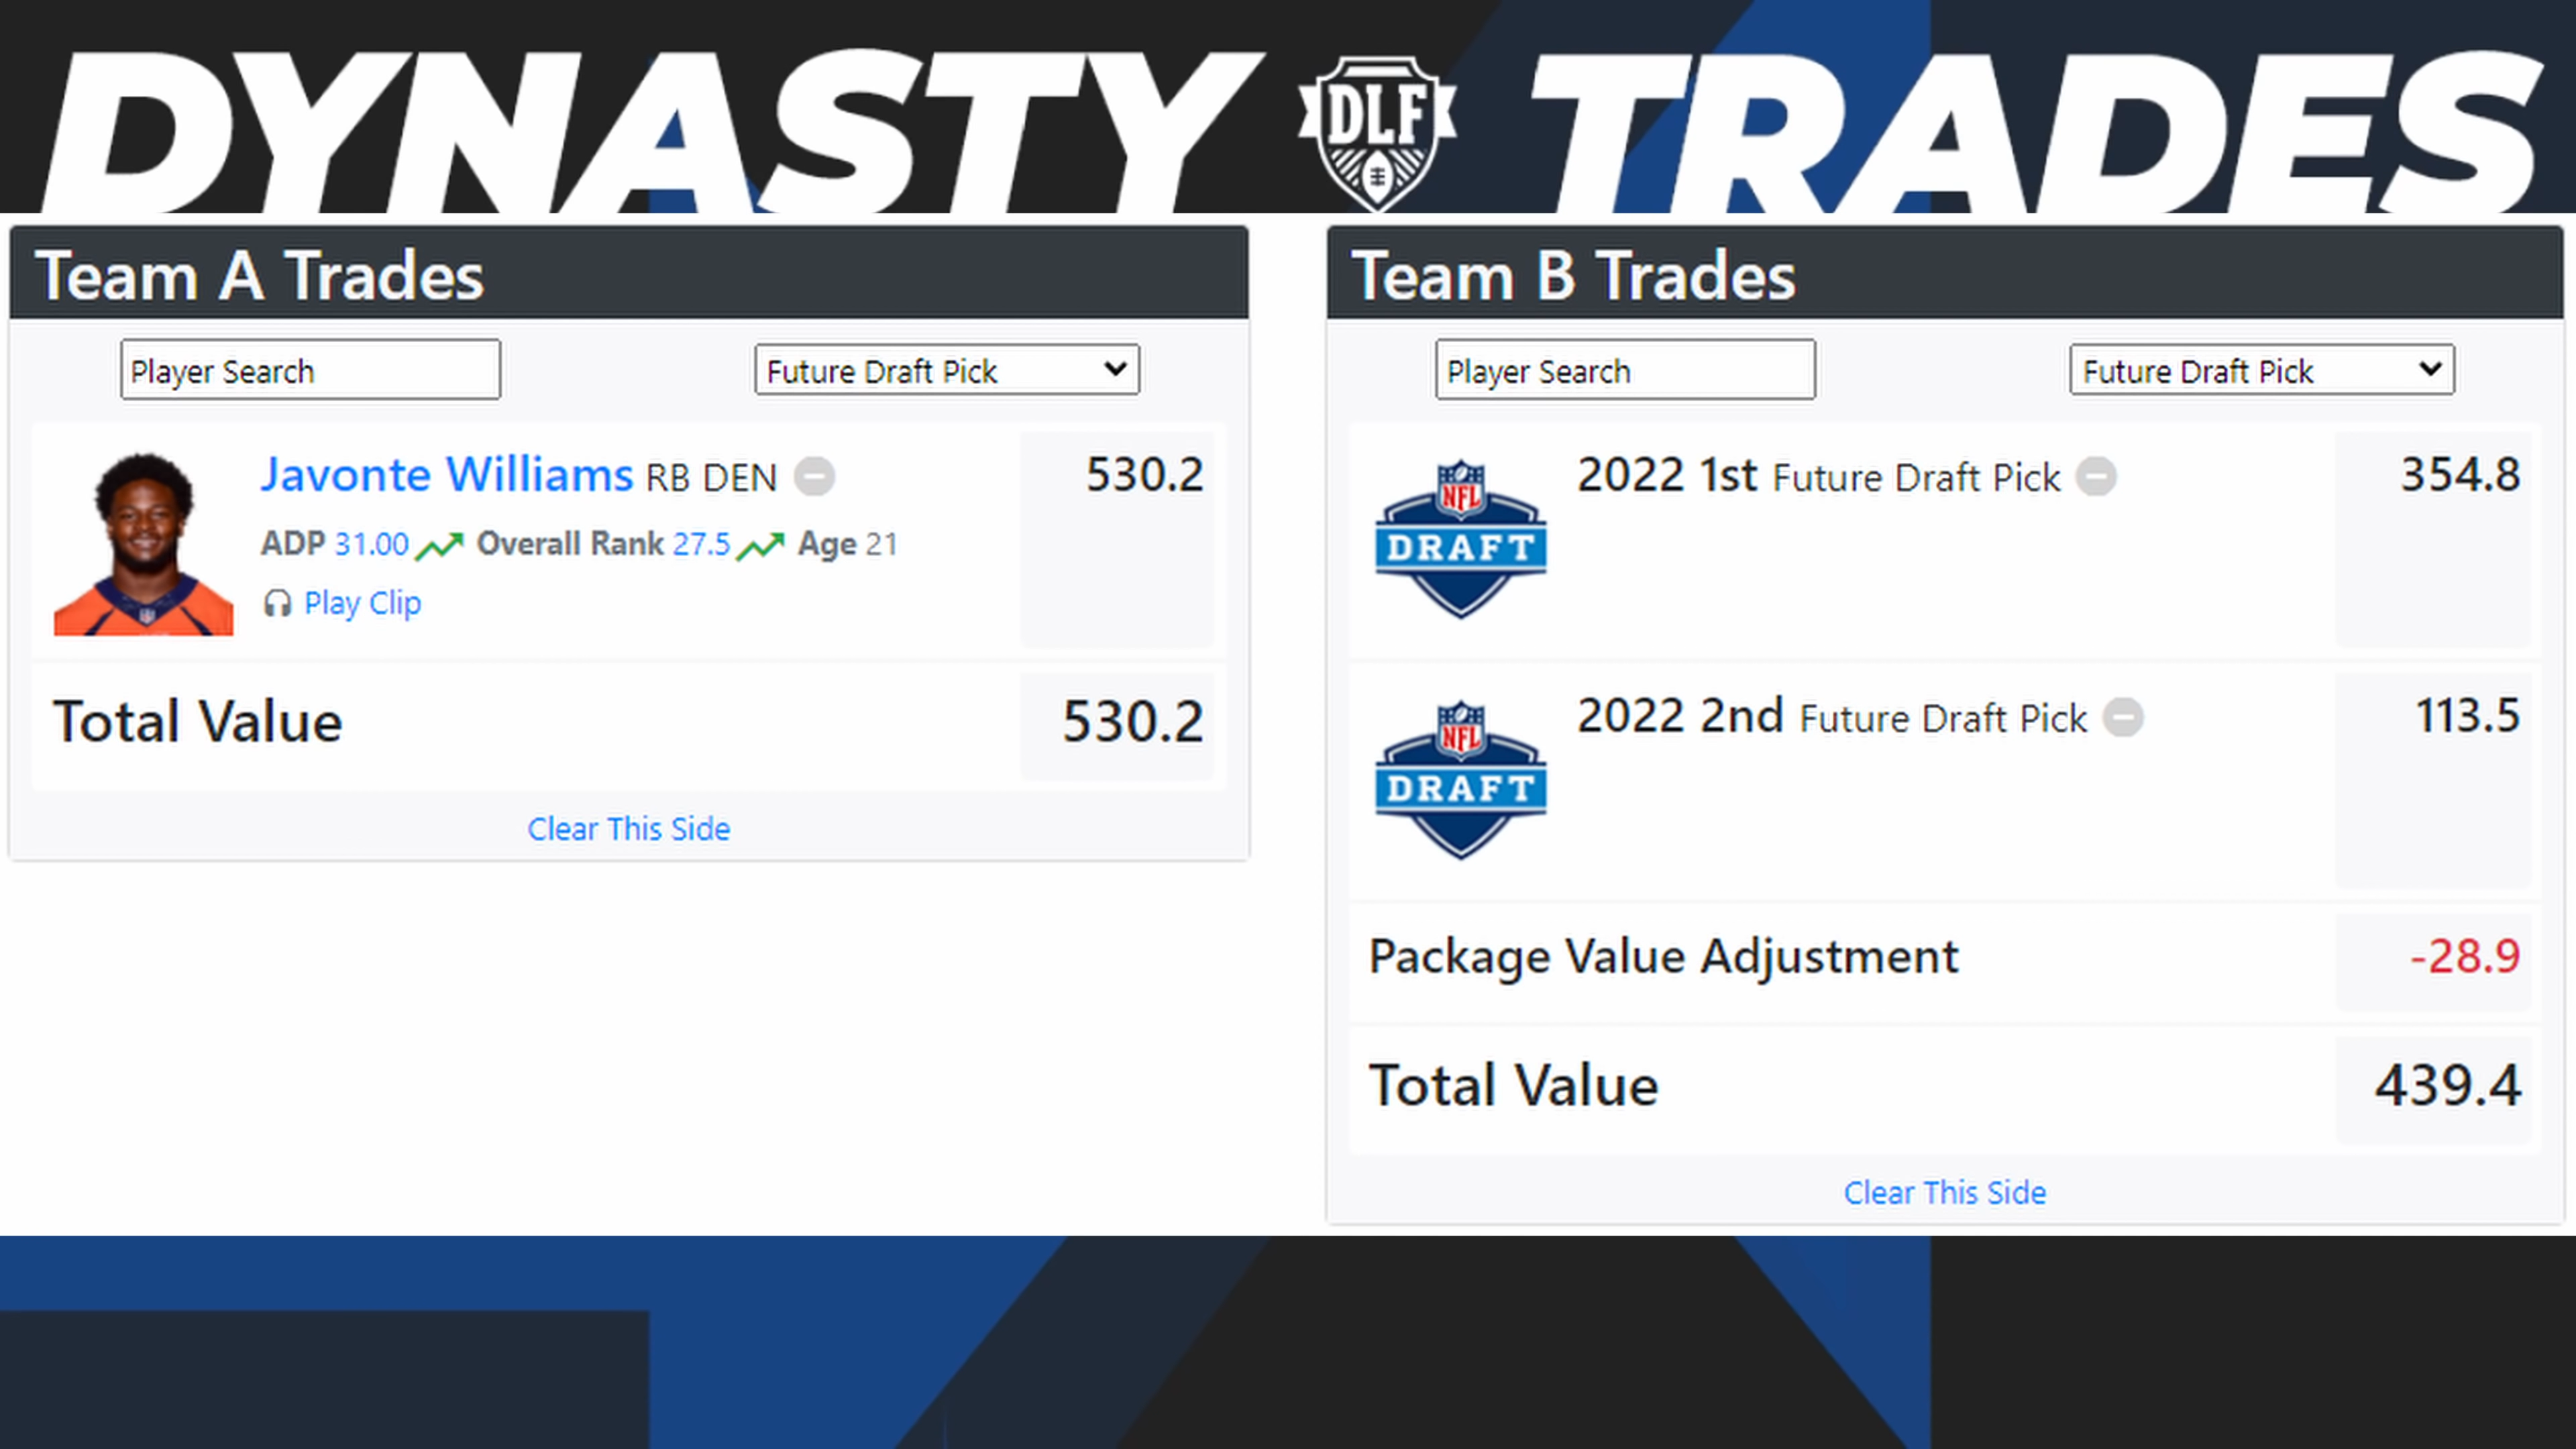 DYNASTY DLF TRADES
Team A Trades
Player Search
Future Draft Pick
Javonte Williams RB DEN
530.2
ADP 31.00 Overall Rank 27.5 Age 21
Play Clip
Total Value
530.2
Clear This Side
Team B Trades
Player Search
Future Draft Pick
NFL
DRAFT
2022 1st Future Draft Pick
354.8
NFL
DRAFT
2022 2nd Future Draft Pick
113.5
Package Value Adjustment
-28.9
Total Value
439.4
Clear This Side